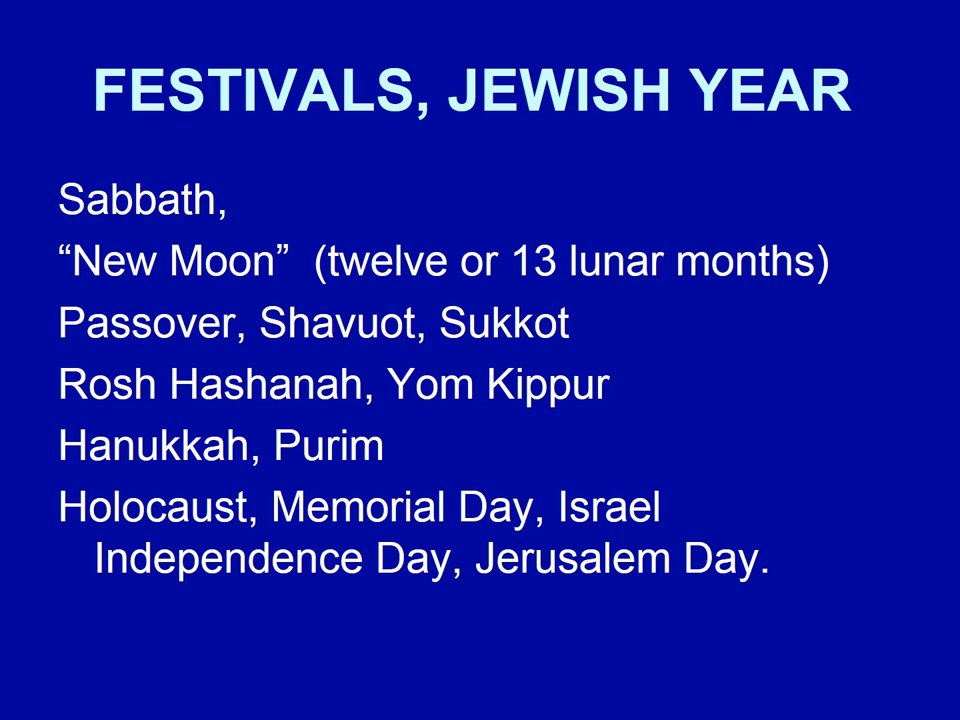 FESTIVALS, JEWISH YEAR
Sabbath,
“New Moon”  (twelve or 13 lunar months)
Passover, Shavuot, Sukkot
Rosh Hashanah, Yom Kippur
Hanukkah, Purim
Holocaust, Memorial Day, Israel
Independence Day, Jerusalem Day.